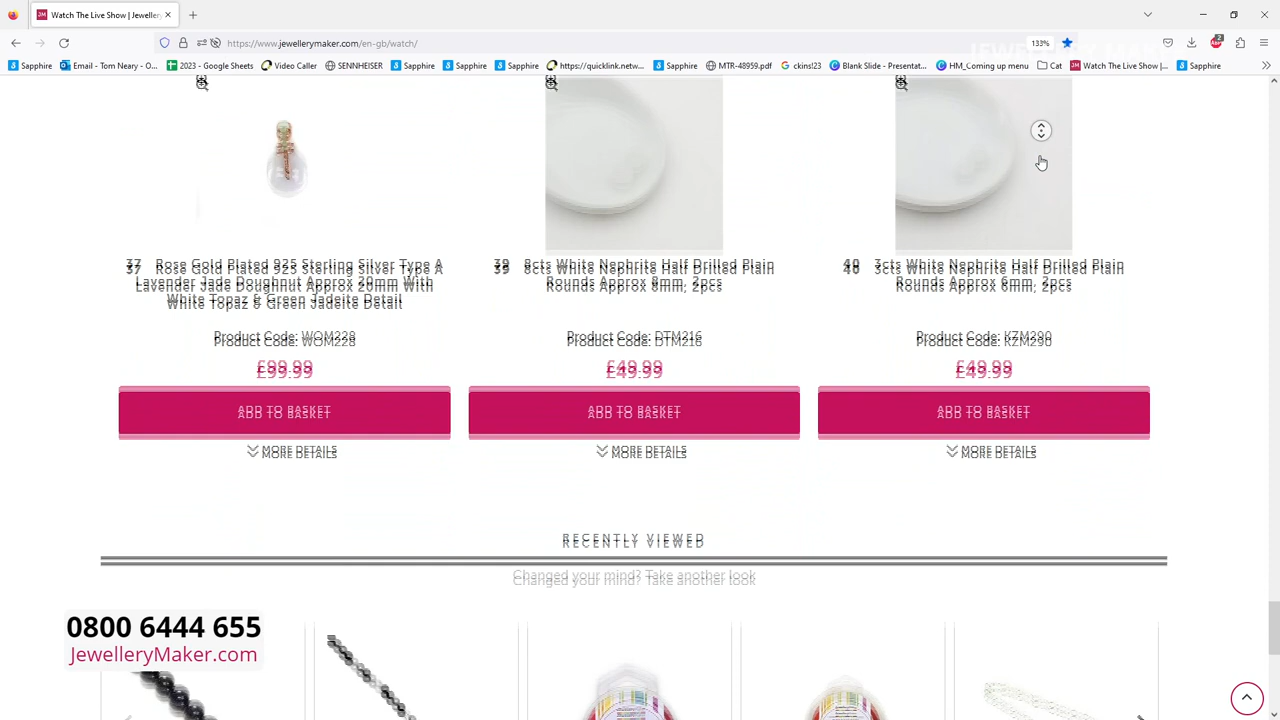 Watch The Live Show | Jeweller
https://www.jewellerymaker.com/en-gb/watch/
133%
JEWELLERY MAKER
Sapphire
Email - Tom Neary - O...
2023 - Google Sheets
Video Caller
SENNHEISER
Sapphire
Sapphire
Sapphire
https://quicklink.netw...
Sapphire
MTR-48959.pdf
ckins!23
Blank Slide - Presentat...
HM_Coming up menu
Cat
Watch The Live Show |...
Sapphire
37 Rose Gold Plated 925 Sterling Silver Type A
Lavender Jade Doughnut Approx 20mm With
White Topaz & Green Jadeite Detail
Product Code: WOM228
£99.99
ADD TO BASKET
MORE DETAILS
39 8cts White Nephrite Half Drilled Plain
Rounds Approx 8mm, 2pcs
Product Code: DTM216
£49.99
ADD TO BASKET
MORE DETAILS
40 3cts White Nephrite Half Drilled Plain
Rounds Approx 6mm, 2pcs
Product Code: KZM290
£49.99
ADD TO BASKET
MORE DETAILS
RECENTLY VIEWED
Changed your mind? Take another look
0800 6444 655
JewelleryMaker.com